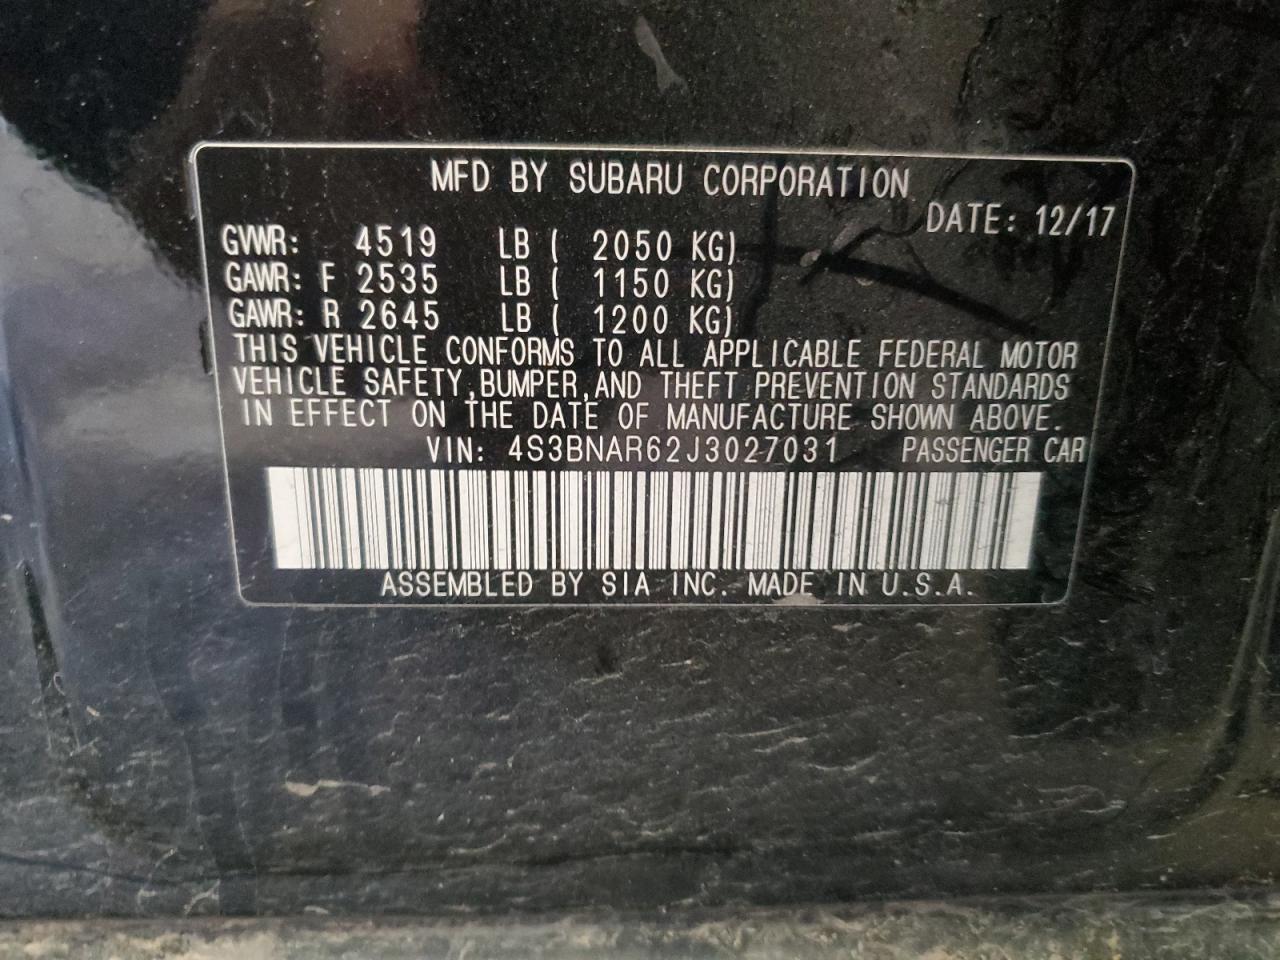 MFD BY SUBARU CORPORATION
DATE: 12/17
GVWR: 4519 LB ( 2050 KG)
GAWR: F 2535 LB ( 1150 KG)
GAWR: R 2645 LB ( 1200 KG)
THIS VEHICLE CONFORMS TO ALL APPLICABLE FEDERAL MOTOR
VEHICLE SAFETY,BUMPER,AND THEFT PREVENTION STANDARDS
IN EFFECT ON THE DATE OF MANUFACTURE SHOWN ABOVE.
VIN: 4S3BNAR62J3027031 PASSENGER CAR
ASSEMBLED BY SIA INC. MADE IN U.S.A.